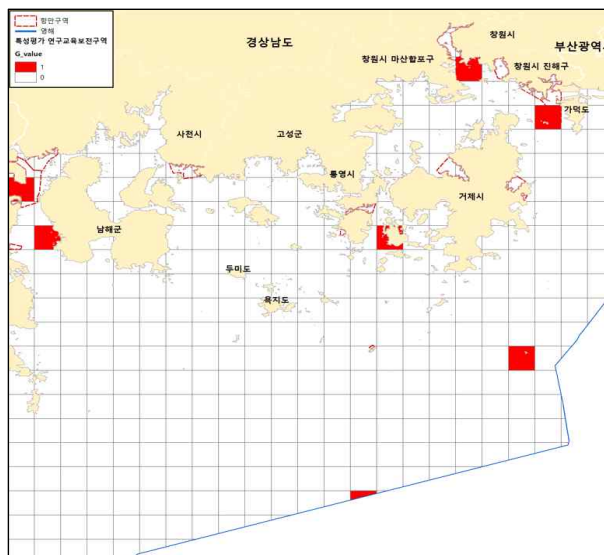 항만구역
영해
특성평가 연구교육보전구역
G_value
1
0
경상남도
창원시
부산광역시
창원시 마산합포구
창원시 진해구
가덕도
사천시
고성군
통영시
거제시
남해군
두미도
욕지도